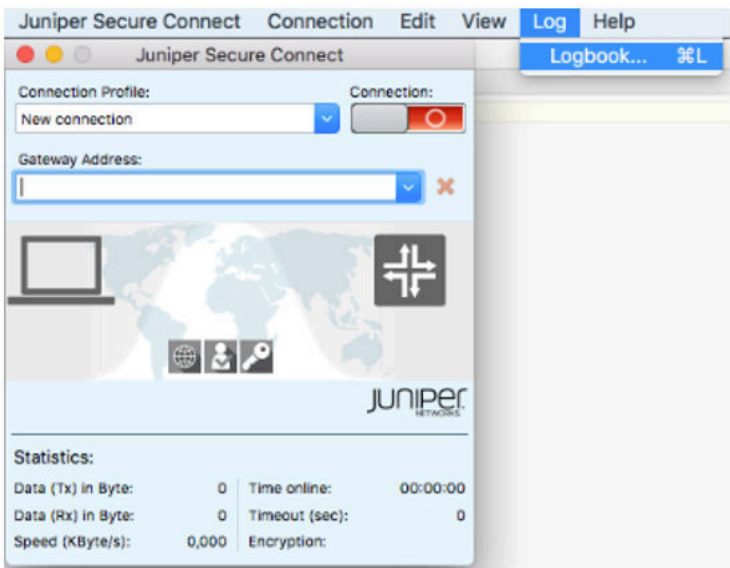 Juniper Secure Connect Connection Edit View Log Help
Logbook... ⌘L
Juniper Secure Connect
Connection Profile: Connection:
New connection
Gateway Address:
JUNIPER
NETWORKS
Statistics:
Data (Tx) in Byte: 0 Time online: 00:00:00
Data (Rx) in Byte: 0 Timeout (sec): 0
Speed (KByte/s): 0,000 Encryption: